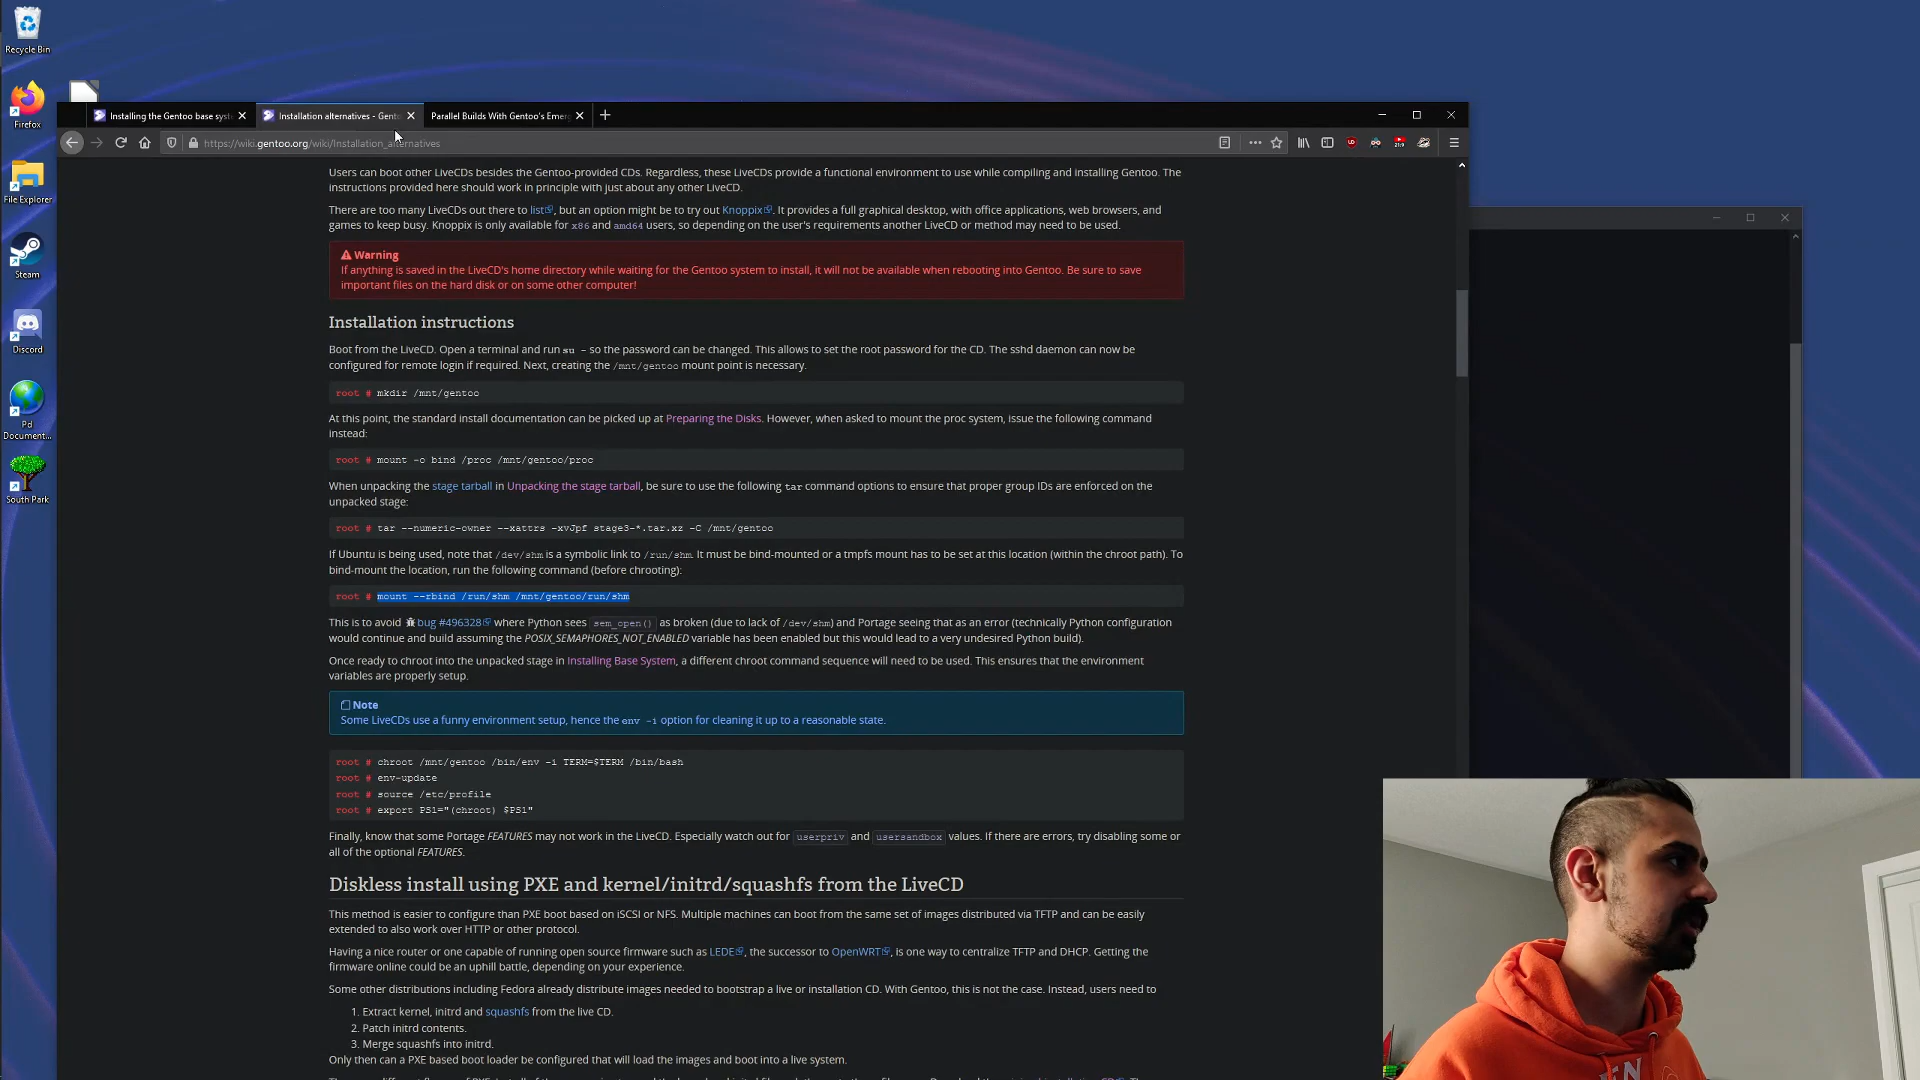 Recycle Bin
Firefox
File Explorer
Steam
Discord
Pd
Document...
South Park
Installing the Gentoo base syst
Installation alternatives - Gento
Parallel Builds With Gentoo's Emer
https://wiki.gentoo.org/wiki/Installation_alternatives
Users can boot other LiveCDs besides the Gentoo-provided CDs. Regardless, these LiveCDs provide a functional environment to use while compiling and installing Gentoo. The
instructions provided here should work in principle with just about any other LiveCD.
There are too many LiveCDs out there to list, but an option might be to try out Knoppix. It provides a full graphical desktop, with office applications, web browsers, and
games to keep busy. Knoppix is only available for x86 and amd64 users, so depending on the user's requirements another LiveCD or method may need to be used.
Warning
If anything is saved in the LiveCD's home directory while waiting for the Gentoo system to install, it will not be available when rebooting into Gentoo. Be sure to save
important files on the hard disk or on some other computer!
Installation instructions
Boot from the LiveCD. Open a terminal and run su - so the password can be changed. This allows to set the root password for the CD. The sshd daemon can now be
configured for remote login if required. Next, creating the /mnt/gentoo mount point is necessary.
root # mkdir /mnt/gentoo
At this point, the standard install documentation can be picked up at Preparing the Disks. However, when asked to mount the proc system, issue the following command
instead:
root # mount -o bind /proc /mnt/gentoo/proc
When unpacking the stage tarball in Unpacking the stage tarball, be sure to use the following tar command options to ensure that proper group IDs are enforced on the
unpacked stage:
root # tar --numeric-owner --xattrs -xvJpf stage3-*.tar.xz -C /mnt/gentoo
If Ubuntu is being used, note that /dev/shm is a symbolic link to /run/shm. It must be bind-mounted or a tmpfs mount has to be set at this location (within the chroot path). To
bind-mount the location, run the following command (before chrooting):
root # mount --rbind /run/shm /mnt/gentoo/run/shm
This is to avoid bug #496328 where Python sees sem_open() as broken (due to lack of /dev/shm) and Portage seeing that as an error (technically Python configuration
would continue and build assuming the POSIX_SEMAPHORES_NOT_ENABLED variable has been enabled but this would lead to a very undesired Python build).
Once ready to chroot into the unpacked stage in Installing Base System, a different chroot command sequence will need to be used. This ensures that the environment
variables are properly setup.
Note
Some LiveCDs use a funny environment setup, hence the env -i option for cleaning it up to a reasonable state.
root # chroot /mnt/gentoo /bin/env -i TERM=$TERM /bin/bash
root # env-update
root # source /etc/profile
root # export PS1="(chroot) $PS1"
Finally, know that some Portage FEATURES may not work in the LiveCD. Especially watch out for userpriv and usersandbox values. If there are errors, try disabling some or
all of the optional FEATURES.
Diskless install using PXE and kernel/initrd/squashfs from the LiveCD
This method is easier to configure than PXE boot based on iSCSI or NFS. Multiple machines can boot from the same set of images distributed via TFTP and can be easily
extended to also work over HTTP or other protocol.
Having a nice router or one capable of running open source firmware such as LEDE, the successor to OpenWRT, is one way to centralize TFTP and DHCP. Getting the
firmware online could be an uphill battle, depending on your experience.
Some other distributions including Fedora already distribute images needed to bootstrap a live or installation CD. With Gentoo, this is not the case. Instead, users need to
1. Extract kernel, initrd and squashfs from the live CD.
2. Patch initrd contents.
3. Merge squashfs into initrd.
Only then can a PXE based boot loader be configured that will load the images and boot into a live system.